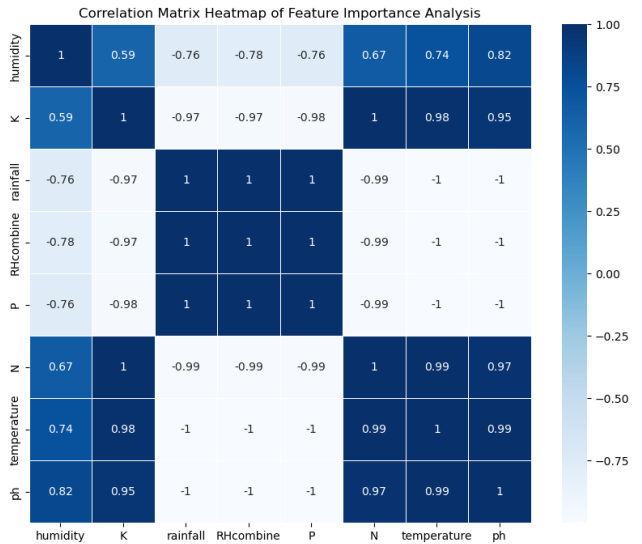 Correlation Matrix Heatmap of Feature Importance Analysis
humidity 1 0.59 -0.76 -0.78 -0.76 0.67 0.74 0.82
K 0.59 1 -0.97 -0.97 -0.98 1 0.98 0.95
rainfall -0.76 -0.97 1 1 1 -0.99 -1 -1
RHcombine -0.78 -0.97 1 1 1 -0.99 -1 -1
P -0.76 -0.98 1 1 1 -0.99 -1 -1
N 0.67 1 -0.99 -0.99 -0.99 1 0.99 0.97
temperature 0.74 0.98 -1 -1 -1 0.99 1 0.99
ph 0.82 0.95 -1 -1 -1 0.97 0.99 1
humidity K rainfall RHcombine P N temperature ph
1.00
0.75
0.50
0.25
0.00
−0.25
−0.50
−0.75